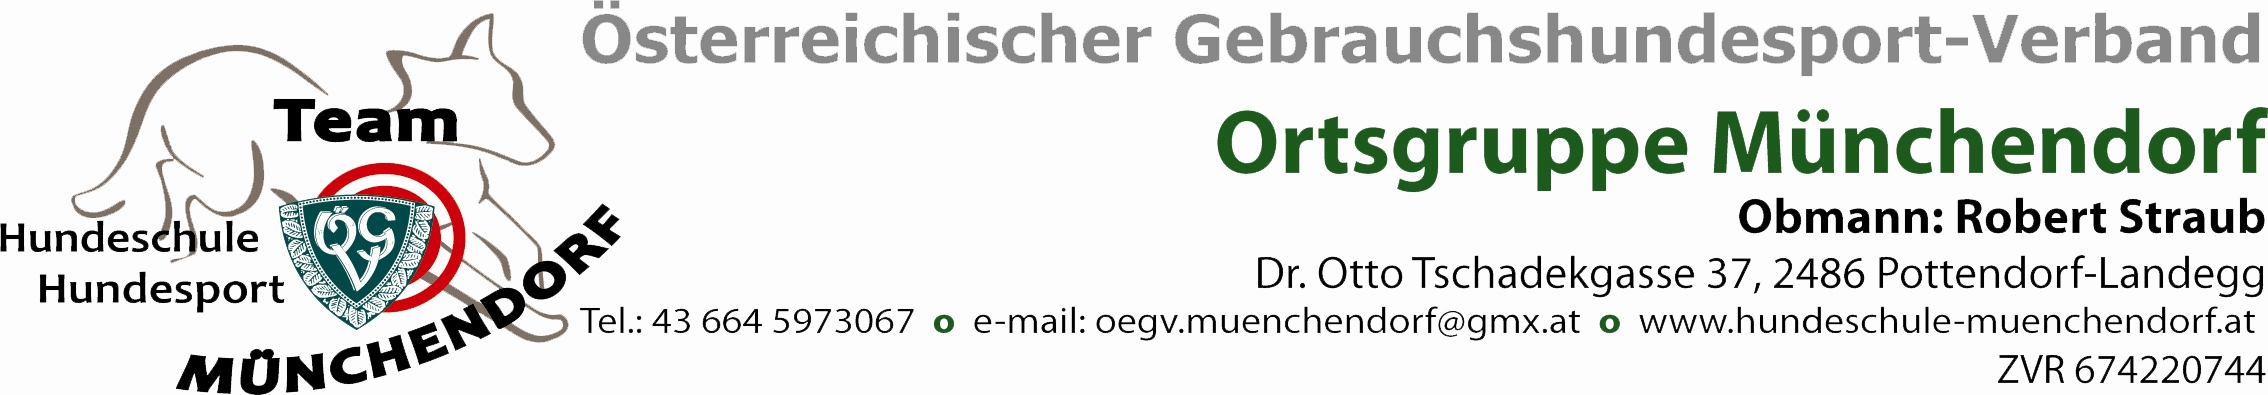 Österreichischer Gebrauchshundesport-Verband
Ortsgruppe Münchendorf
Obmann: Robert Straub
Dr. Otto Tschadekgasse 37, 2486 Pottendorf-Landegg
Tel.: 43 664 5973067 o e-mail: oegv.muenchendorf@gmx.at o www.hundeschule-muenchendorf.at
ZVR 674220744
Team
Hundeschule
Hundesport
ÖGV
MÜNCHENDORF